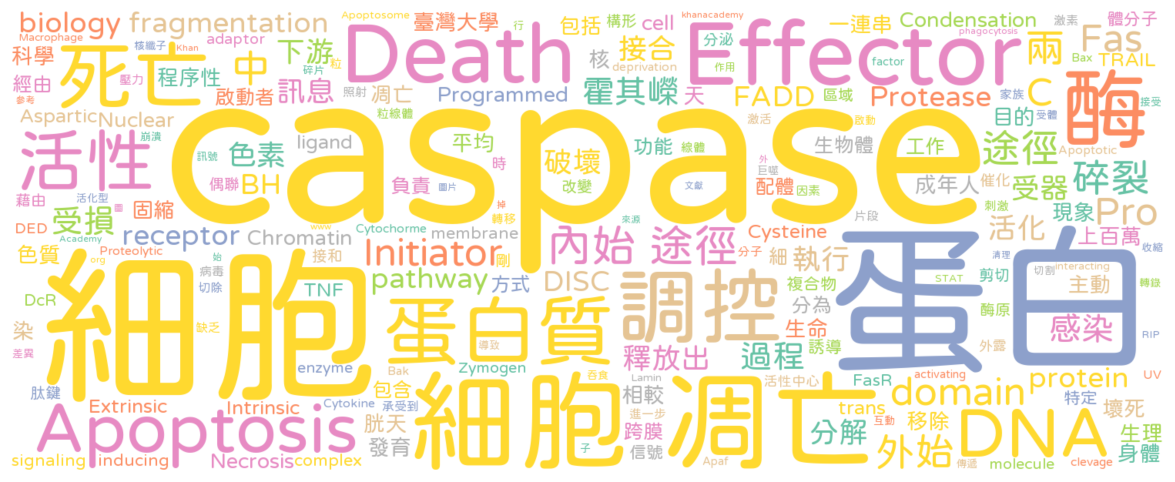 biology fragmentation Apoptosome 臺灣大學 行 包括 構形 cell khanacademy 一連串 Condensation 激素 體分子
Macrophage 核纖子 Khan adaptor 下游 碎片 粒 Death 核 接合 分泌 Effector phagocytosis 兩 Fas
科學 死亡 中 程序性 deprivation 作用 factor Bax TRAIL
經由 壓力 啟動者 訊息 照射 凋亡 Programmed 霍其嶸 天 FADD 區域 Protease 家族 C 酶 接受
參考 Aspartic Nuclear 粒線體 激活 啟動 目的 受體
活性 崩潰 色素 ligand 平均 破壞 功能 線體 生物體 工作 途徑 Apoptotic
訊號 caspase 外 巨噬 碎裂
藉由 活化型 偶聯 BH 圖片 負責 時 改變 文獻 配體 因素 成年人 催化 受器
DED 受損 固縮 掉 轉移 來源 片段 刺激 現象 Pro
色質 Academy receptor www Chromatin Cytochorme membrane 內始 途徑 分子 Cysteine 活化 上百萬
org Proteolytic 始 接和 Initiator 剛 細 執行 清理 收縮
病毒 TNF pathway 方式 DISC 調控 複合物 STAT 剪切 切割 interacting 轉錄
DcR 切除 細胞 蛋白質 分為 蛋白 酶原 主動
染 缺乏 導致 生命 誘導 外露 感染 RIP
差異 enzyme Bak Zymogen 吞食 釋放出 過程
肽鍵 包含 Lamin 活性中心 FasR activating protein UV
Extrinsic Intrinsic Cytokine 承受到 細胞 凋亡 相較 進一步 trans domain 特定
Apoptosis 胱天 跨膜 分解 互動 移除 DNA 壞死
發育 子 信號 外始 生理
signaling inducing Necrosis complex Apaf 傳遞 molecule clevage 身體